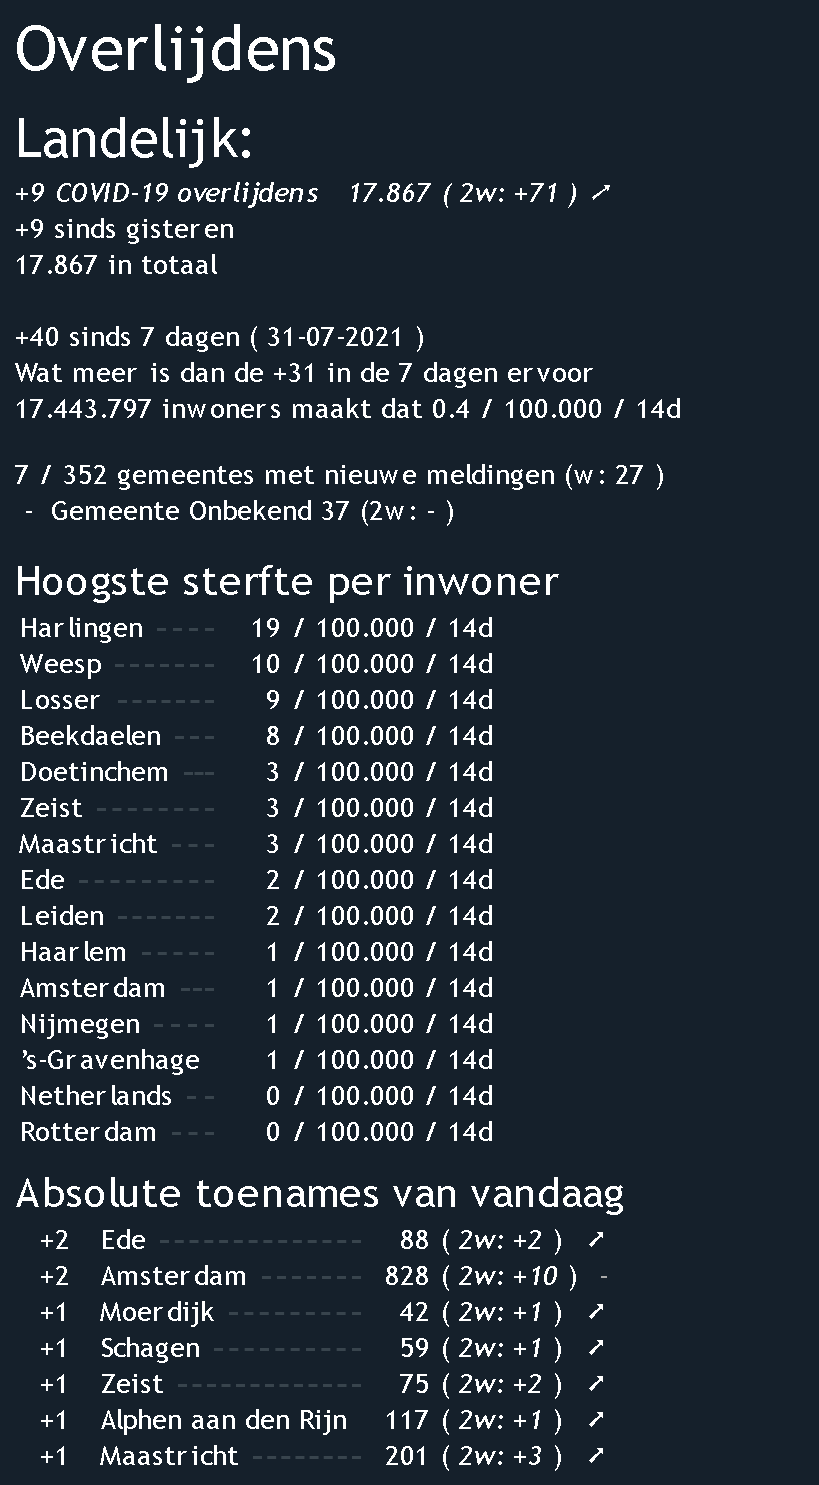 Overlijdens
Landelijk:
+9 COVID-19 overlijdens 17.867 ( 2w: +71 ) ➚
+9 sinds gisteren
17.867 in totaal
+40 sinds 7 dagen ( 31-07-2021 )
Wat meer is dan de +31 in de 7 dagen ervoor
17.443.797 inwoners maakt dat 0.4 / 100.000 / 14d
7 / 352 gemeentes met nieuwe meldingen (w: 27 )
- Gemeente Onbekend 37 (2w: - )
Hoogste sterfte per inwoner
Harlingen ---- 19 / 100.000 / 14d
Weesp ------- 10 / 100.000 / 14d
Losser ------- 9 / 100.000 / 14d
Beekdaelen --- 8 / 100.000 / 14d
Doetinchem --- 3 / 100.000 / 14d
Zeist -------- 3 / 100.000 / 14d
Maastricht --- 3 / 100.000 / 14d
Ede --------- 2 / 100.000 / 14d
Leiden ------- 2 / 100.000 / 14d
Haarlem ----- 1 / 100.000 / 14d
Amsterdam --- 1 / 100.000 / 14d
Nijmegen ---- 1 / 100.000 / 14d
’s-Gravenhage 1 / 100.000 / 14d
Netherlands -- 0 / 100.000 / 14d
Rotterdam --- 0 / 100.000 / 14d
Absolute toenames van vandaag
+2 Ede -------------- 88 ( 2w: +2 ) ➚
+2 Amsterdam ------- 828 ( 2w: +10 ) -
+1 Moerdijk --------- 42 ( 2w: +1 ) ➚
+1 Schagen ---------- 59 ( 2w: +1 ) ➚
+1 Zeist ------------- 75 ( 2w: +2 ) ➚
+1 Alphen aan den Rijn 117 ( 2w: +1 ) ➚
+1 Maastricht -------- 201 ( 2w: +3 ) ➚